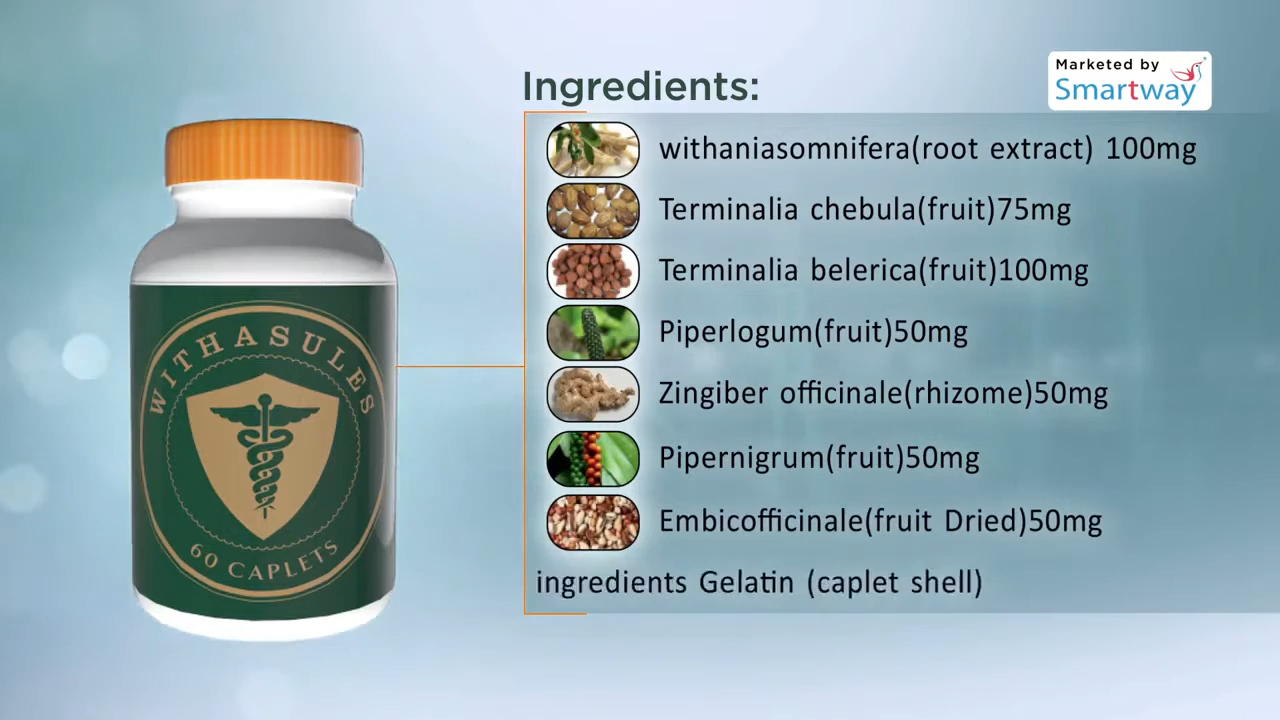 Ingredients:
Marketed by
Smartway
withaniasomnifera(root extract) 100mg
Terminalia chebula(fruit)75mg
Terminalia belerica(fruit)100mg
Piperlogum(fruit)50mg
Zingiber officinale(rhizome)50mg
Pipernigrum(fruit)50mg
Embicofficinale(fruit Dried)50mg
ingredients Gelatin (caplet shell)
WITHASULES
60 CAPLETS